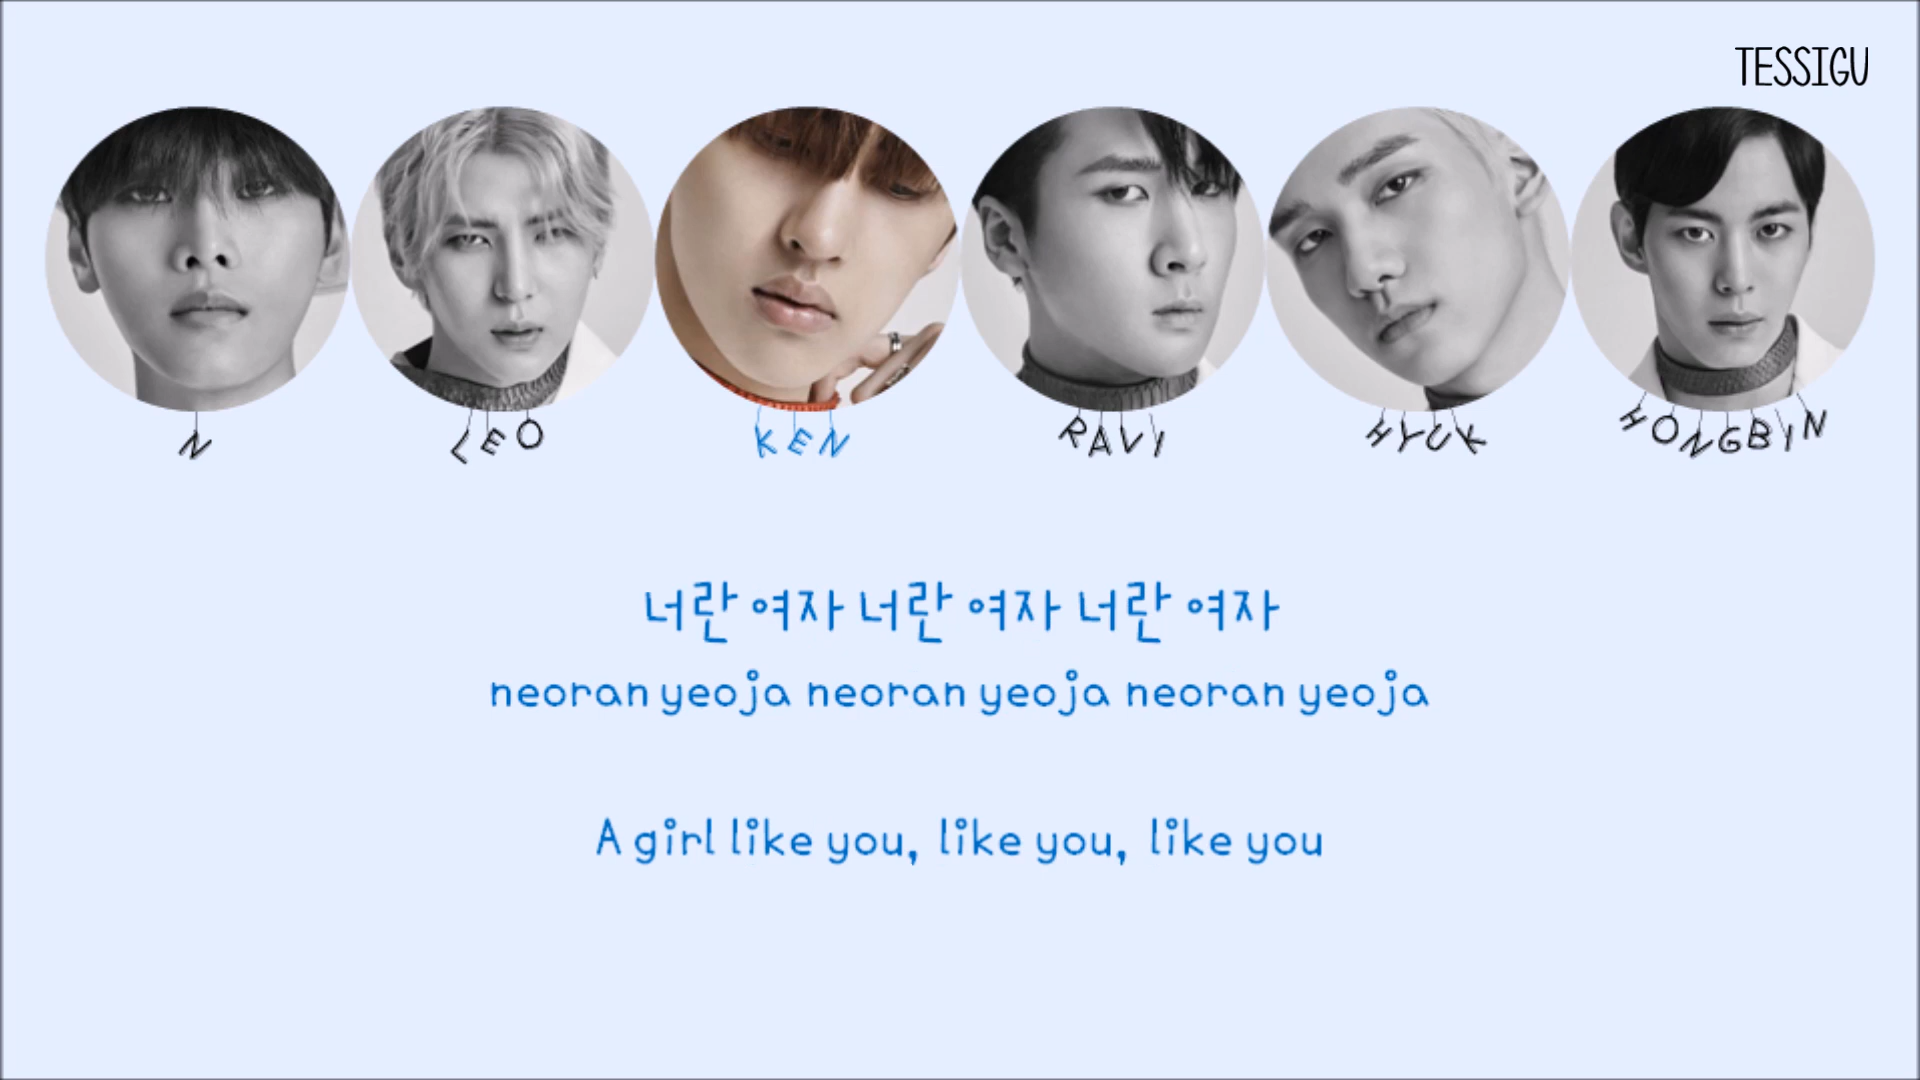 TESSIGU
N
LEO
KEN
RAVI
HYUK
HONGBIN
너란 여자 너란 여자 너란 여자
neoran yeoja neoran yeoja neoran yeoja
A girl like you, like you, like you